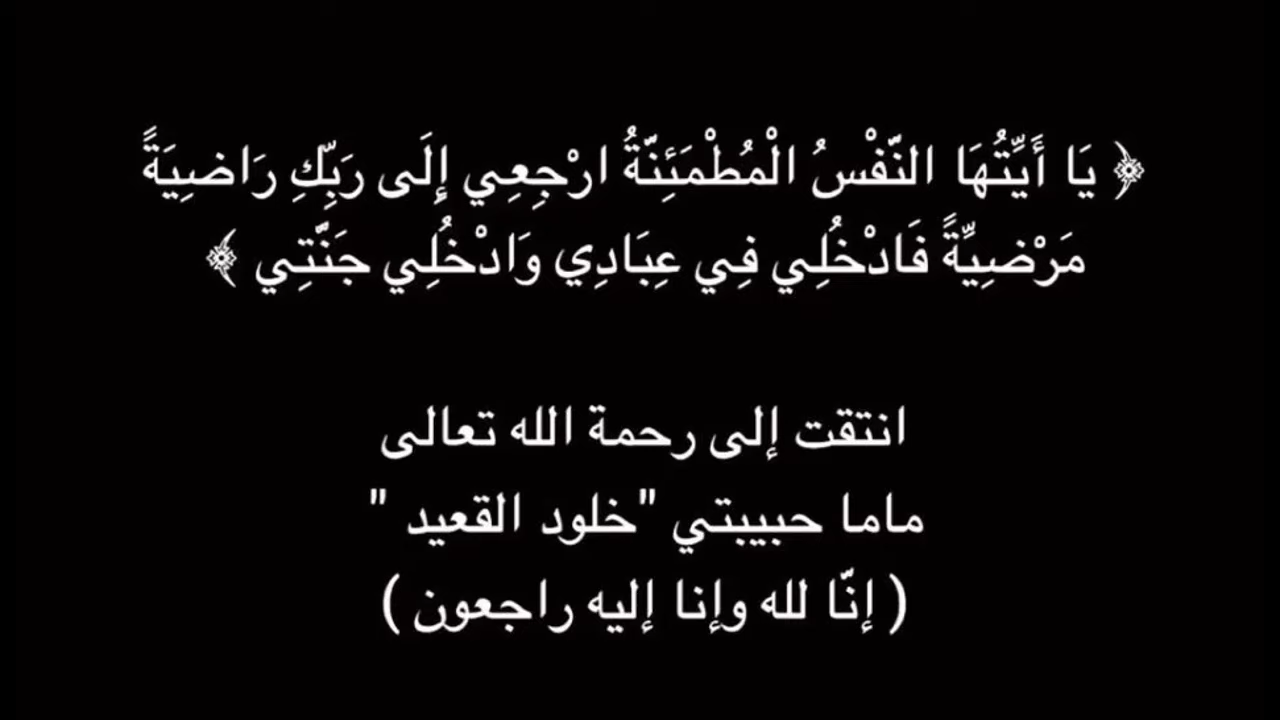 ﴿ يَا أَيَّتُهَا النَّفْسُ الْمُطْمَئِنَّةُ ارْجِعِي إِلَى رَبِّكِ رَاضِيَةً
مَرْضِيَّةً فَادْخُلِي فِي عِبَادِي وَادْخُلِي جَنَّتِي ﴾
انتقت إلى رحمة الله تعالى
ماما حبيبتي "خلود القعيد "
( إنّا لله وإنا إليه راجعون )